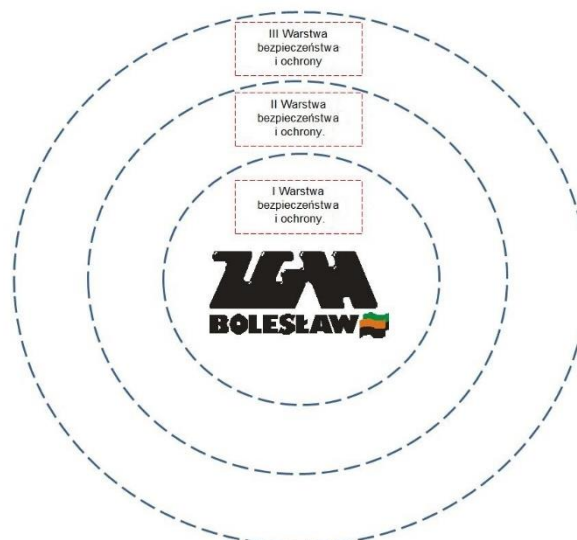 III Warstwa
bezpieczeństwa
i ochrony
II Warstwa
bezpieczeństwa
i ochrony.
I Warstwa
bezpieczeństwa
i ochrony.
ZGH
BOLESŁAW